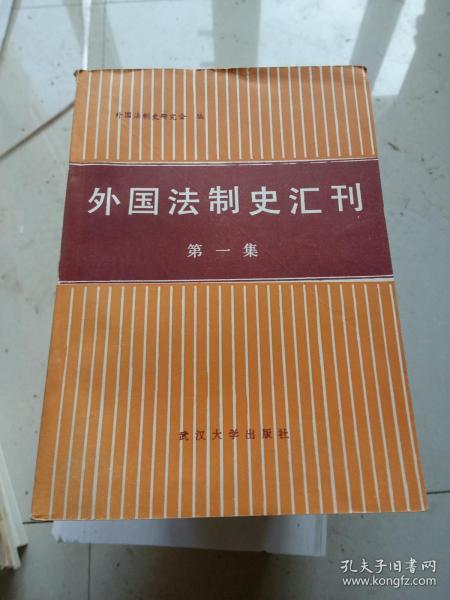 外国法制史研究会 编
外国法制史汇刊
第一集
武汉大学出版社
孔夫子旧书网
www.kongfz.com